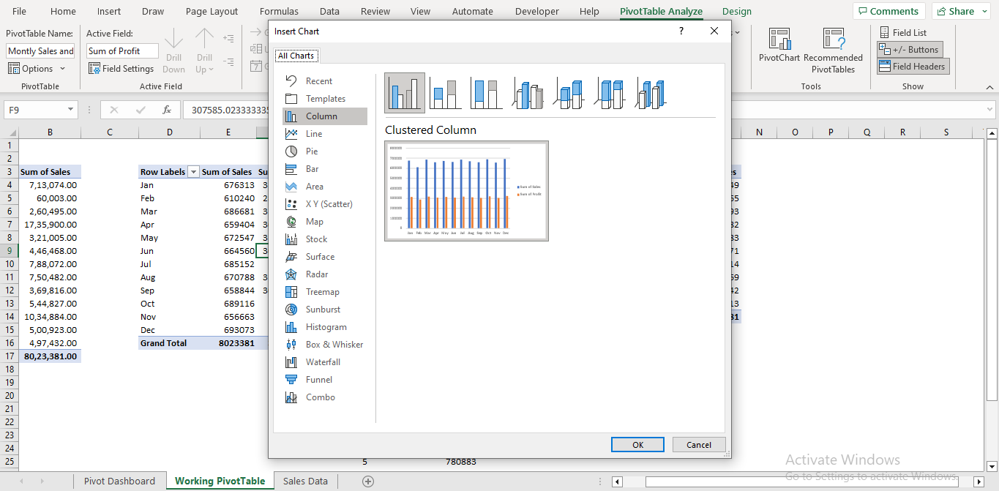 File Home Insert Draw Page Layout Formulas Data Review View Automate Developer Help PivotTable Analyze Design Comments Share
PivotTable Name:
Montly Sales and
Options
PivotTable
Active Field:
Sum of Profit
Field Settings
Drill Down
Drill Up
Active Field
PivotChart
Recommended PivotTables
Tools
Field List
+/- Buttons
Field Headers
Show
F9
fx
307585.023333335
Insert Chart
?
All Charts
Recent
Templates
Column
Line
Pie
Bar
Area
X Y (Scatter)
Map
Stock
Surface
Radar
Treemap
Sunburst
Histogram
Box & Whisker
Waterfall
Funnel
Combo
Clustered Column
800000
700000
600000
500000
400000
300000
200000
100000
0
Jan Feb Mar Apr May Jun Jul Aug Sep Oct Nov Dec
Sum of Sales
Sum of Profit
OK
Cancel
B C D E N O P Q R S
1
2
3 Sum of Sales Row Labels Sum of Sales Su
4 7,13,074.00 Jan 676313 3 49
5 60,003.00 Feb 610240 2 65
6 2,60,495.00 Mar 686681 3 93
7 17,35,900.00 Apr 659404 3 82
8 3,21,005.00 May 672547 3 33
9 4,46,468.00 Jun 664560 3 71
10 7,88,072.00 Jul 685152 14
11 7,50,482.00 Aug 670788 3 59
12 3,69,816.00 Sep 658844 3 42
13 5,44,827.00 Oct 689116 13
14 10,34,884.00 Nov 656663 31
15 5,00,923.00 Dec 693073
16 4,97,432.00 Grand Total 8023381
17 80,23,381.00
18
19
20
21
22
23
24
25 5 780883
Activate Windows
Go to Settings to activate Windows.
Pivot Dashboard Working PivotTable Sales Data